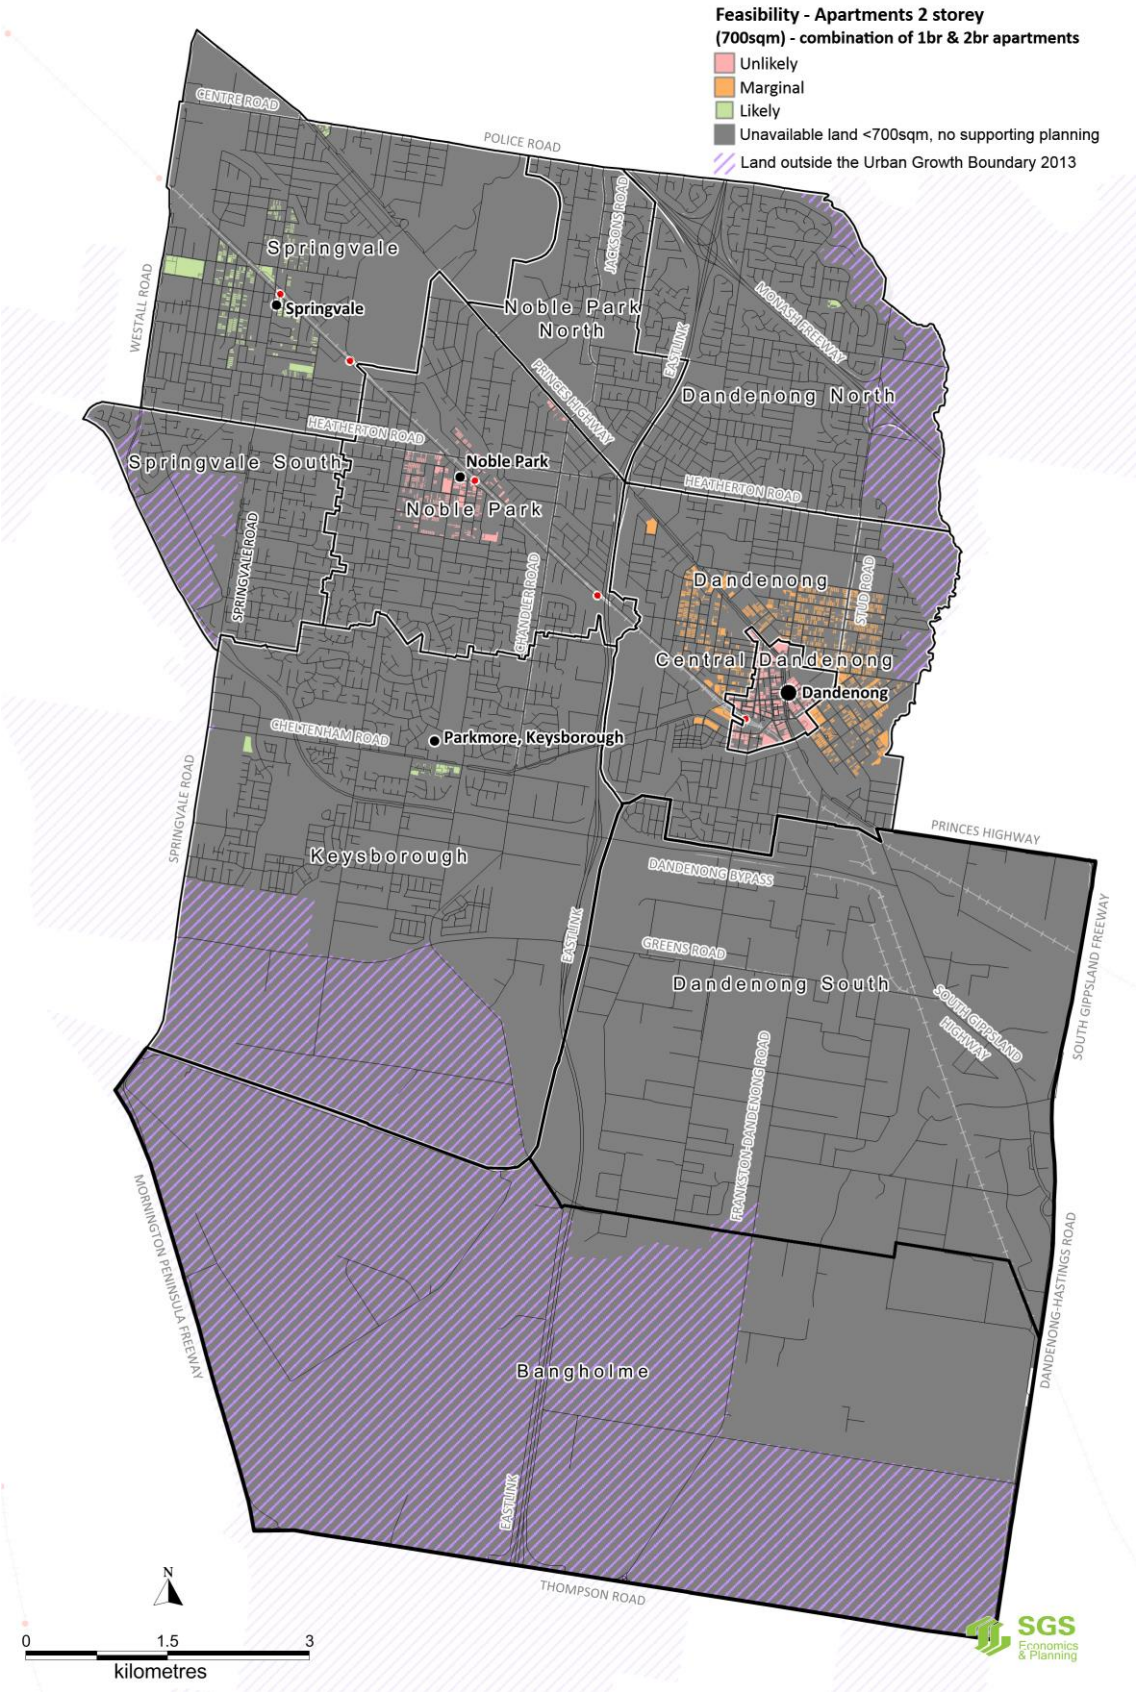 Feasibility - Apartments 2 storey
(700sqm) - combination of 1br & 2br apartments
Unlikely
Marginal
Likely
Unavailable land <700sqm, no supporting planning
Land outside the Urban Growth Boundary 2013
CENTRE ROAD
POLICE ROAD
JACKSONS ROAD
Springvale
WESTALL ROAD
Springvale
Noble Park
North
MONASH FREEWAY
EASTLINK
PRINCES HIGHWAY
Dandenong North
HEATHERTON ROAD
Springvale South
Noble Park
HEATHERTON ROAD
Noble Park
SPRINGVALE ROAD
CHANDLER ROAD
Dandenong
STUD ROAD
Central Dandenong
Dandenong
CHELTENHAM ROAD
Parkmore, Keysborough
SPRINGVALE ROAD
PRINCES HIGHWAY
Keysborough
DANDENONG BYPASS
EASTLINK
GREENS ROAD
Dandenong South
SOUTH GIPPSLAND
HIGHWAY
SOUTH GIPPSLAND FREEWAY
FRANKSTON-DANDENONG ROAD
MORNINGTON PENINSULA FREEWAY
DANDENONG-HASTINGS ROAD
Bangholme
EASTLINK
THOMPSON ROAD
N
0 1.5 3
kilometres
SGS
Economics
& Planning